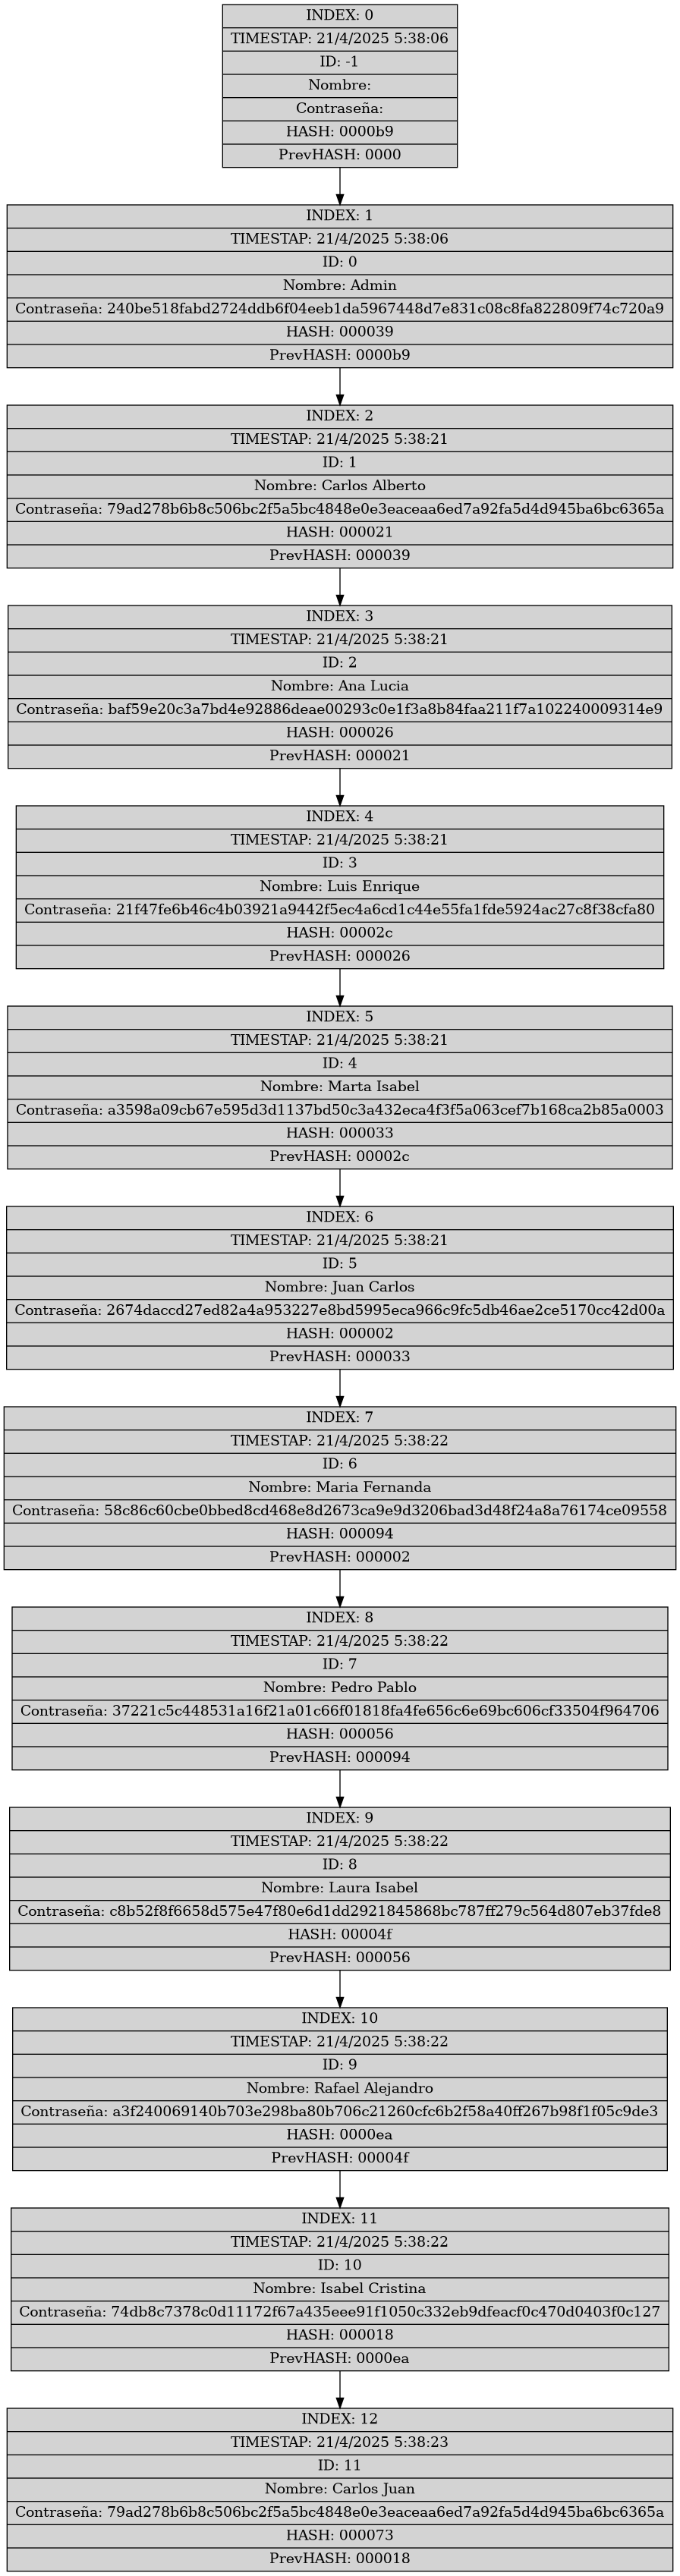 INDEX: 0
TIMESTAP: 21/4/2025 5:38:06
ID: -1
Nombre:
Contraseña:
HASH: 0000b9
PrevHASH: 0000
INDEX: 1
TIMESTAP: 21/4/2025 5:38:06
ID: 0
Nombre: Admin
Contraseña: 240be518fabd2724ddb6f04eeb1da5967448d7e831c08c8fa822809f74c720a9
HASH: 000039
PrevHASH: 0000b9
INDEX: 2
TIMESTAP: 21/4/2025 5:38:21
ID: 1
Nombre: Carlos Alberto
Contraseña: 79ad278b6b8c506bc2f5a5bc4848e0e3eaceaa6ed7a92fa5d4d945ba6bc6365a
HASH: 000021
PrevHASH: 000039
INDEX: 3
TIMESTAP: 21/4/2025 5:38:21
ID: 2
Nombre: Ana Lucia
Contraseña: baf59e20c3a7bd4e92886deae00293c0e1f3a8b84faa211f7a102240009314e9
HASH: 000026
PrevHASH: 000021
INDEX: 4
TIMESTAP: 21/4/2025 5:38:21
ID: 3
Nombre: Luis Enrique
Contraseña: 21f47fe6b46c4b03921a9442f5ec4a6cd1c44e55fa1fde5924ac27c8f38cfa80
HASH: 00002c
PrevHASH: 000026
INDEX: 5
TIMESTAP: 21/4/2025 5:38:21
ID: 4
Nombre: Marta Isabel
Contraseña: a3598a09cb67e595d3d1137bd50c3a432eca4f3f5a063cef7b168ca2b85a0003
HASH: 000033
PrevHASH: 00002c
INDEX: 6
TIMESTAP: 21/4/2025 5:38:21
ID: 5
Nombre: Juan Carlos
Contraseña: 2674daccd27ed82a4a953227e8bd5995eca966c9fc5db46ae2ce5170cc42d00a
HASH: 000002
PrevHASH: 000033
INDEX: 7
TIMESTAP: 21/4/2025 5:38:22
ID: 6
Nombre: Maria Fernanda
Contraseña: 58c86c60cbe0bbed8cd468e8d2673ca9e9d3206bad3d48f24a8a76174ce09558
HASH: 000094
PrevHASH: 000002
INDEX: 8
TIMESTAP: 21/4/2025 5:38:22
ID: 7
Nombre: Pedro Pablo
Contraseña: 37221c5c448531a16f21a01c66f01818fa4fe656c6e69bc606cf33504f964706
HASH: 000056
PrevHASH: 000094
INDEX: 9
TIMESTAP: 21/4/2025 5:38:22
ID: 8
Nombre: Laura Isabel
Contraseña: c8b52f8f6658d575e47f80e6d1dd2921845868bc787ff279c564d807eb37fde8
HASH: 00004f
PrevHASH: 000056
INDEX: 10
TIMESTAP: 21/4/2025 5:38:22
ID: 9
Nombre: Rafael Alejandro
Contraseña: a3f240069140b703e298ba80b706c21260cfc6b2f58a40ff267b98f1f05c9de3
HASH: 0000ea
PrevHASH: 00004f
INDEX: 11
TIMESTAP: 21/4/2025 5:38:22
ID: 10
Nombre: Isabel Cristina
Contraseña: 74db8c7378c0d11172f67a435eee91f1050c332eb9dfeacf0c470d0403f0c127
HASH: 000018
PrevHASH: 0000ea
INDEX: 12
TIMESTAP: 21/4/2025 5:38:23
ID: 11
Nombre: Carlos Juan
Contraseña: 79ad278b6b8c506bc2f5a5bc4848e0e3eaceaa6ed7a92fa5d4d945ba6bc6365a
HASH: 000073
PrevHASH: 000018